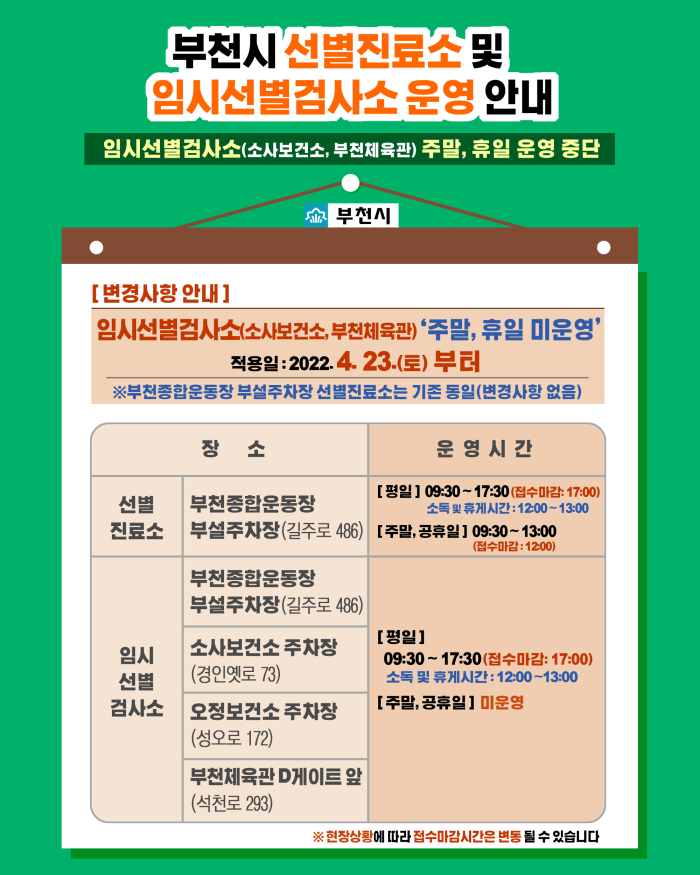 부천시 선별진료소 및
임시선별검사소 운영 안내
임시선별검사소(소사보건소, 부천체육관) 주말, 휴일 운영 중단
부천시
[ 변경사항 안내 ]
임시선별검사소(소사보건소, 부천체육관) ‘주말, 휴일 미운영’
적용일 : 2022. 4. 23.(토) 부터
※부천종합운동장 부설주차장 선별진료소는 기존 동일(변경사항 없음)
장 소
운 영 시 간
선별
진료소
부천종합운동장
부설주차장(길주로 486)
[ 평일 ] 09:30 ~ 17:30 (접수마감: 17:00)
소독 및 휴게시간 : 12:00 ~ 13:00
[ 주말, 공휴일 ] 09:30 ~ 13:00
(접수마감 : 12:00)
임시
선별
검사소
부천종합운동장
부설주차장(길주로 486)
소사보건소 주차장
(경인옛로 73)
오정보건소 주차장
(성오로 172)
부천체육관 D게이트 앞
(석천로 293)
[ 평일 ]
09:30 ~ 17:30 (접수마감: 17:00)
소독 및 휴게시간 : 12:00 ~13:00
[ 주말, 공휴일 ] 미운영
※ 현장상황에 따라 접수마감시간은 변동 될 수 있습니다